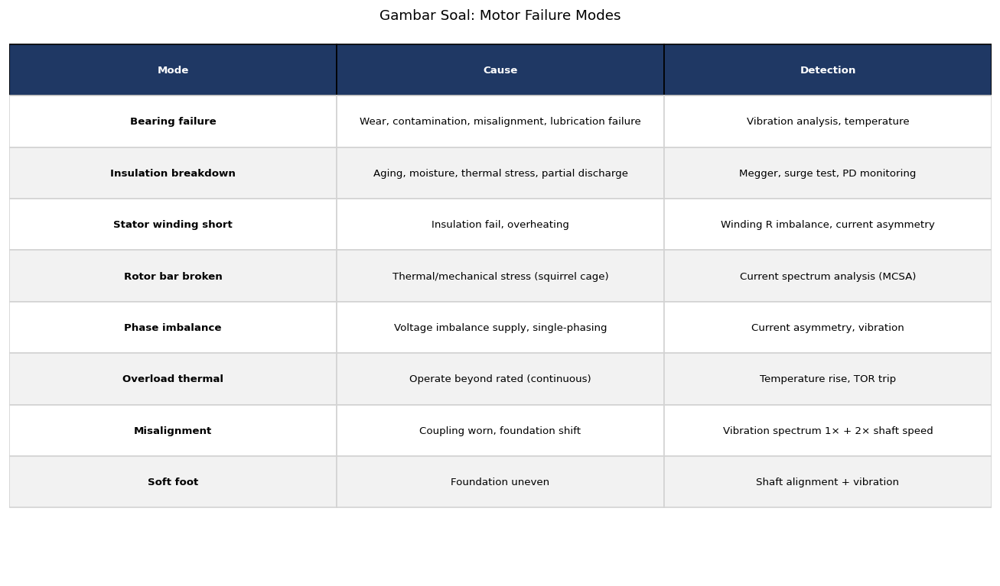 Gambar Soal: Motor Failure Modes
Mode Cause Detection
Bearing failure Wear, contamination, misalignment, lubrication failure Vibration analysis, temperature
Insulation breakdown Aging, moisture, thermal stress, partial discharge Megger, surge test, PD monitoring
Stator winding short Insulation fail, overheating Winding R imbalance, current asymmetry
Rotor bar broken Thermal/mechanical stress (squirrel cage) Current spectrum analysis (MCSA)
Phase imbalance Voltage imbalance supply, single-phasing Current asymmetry, vibration
Overload thermal Operate beyond rated (continuous) Temperature rise, TOR trip
Misalignment Coupling worn, foundation shift Vibration spectrum 1× + 2× shaft speed
Soft foot Foundation uneven Shaft alignment + vibration